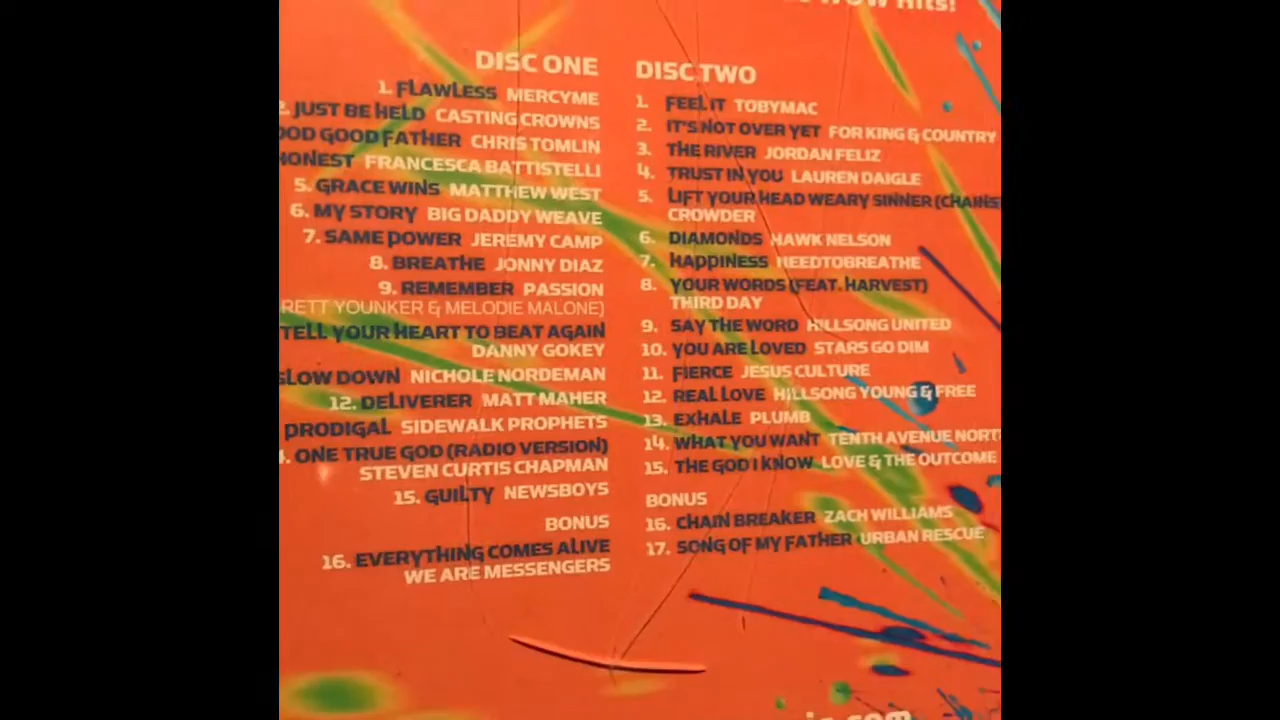 Hits!
DISC ONE
1. FLAWLESS MERCYME
2. JUST BE HELD CASTING CROWNS
OOD GOOD FATHER CHRIS TOMLIN
HONEST FRANCESCA BATTISTELLI
5. GRACE WINS MATTHEW WEST
6. MY STORY BIG DADDY WEAVE
7. SAME POWER JEREMY CAMP
8. BREATHE JONNY DIAZ
9. REMEMBER PASSION
RETT YOUNKER & MELODIE MALONE)
TELL YOUR HEART TO BEAT AGAIN
DANNY GOKEY
SLOW DOWN NICHOLE NORDEMAN
12. DELIVERER MATT MAHER
PRODIGAL SIDEWALK PROPHETS
4. ONE TRUE GOD (RADIO VERSION)
STEVEN CURTIS CHAPMAN
15. GUILTY NEWSBOYS
BONUS
16. EVERYTHING COMES ALIVE
WE ARE MESSENGERS
DISC TWO
1. FEEL IT TOBYMAC
2. IT'S NOT OVER YET FOR KING & COUNTRY
3. THE RIVER JORDAN FELIZ
4. TRUST IN YOU LAUREN DAIGLE
5. LIFT YOUR HEAD WEARY SINNER (CHAINS
CROWDER
6. DIAMONDS HAWK NELSON
7. HAPPINESS NEEDTOBREATHE
8. YOUR WORDS (FEAT. HARVEST)
THIRD DAY
9. SAY THE WORD HILLSONG UNITED
10. YOU ARE LOVED STARS GO DIM
11. FIERCE JESUS CULTURE
12. REAL LOVE HILLSONG YOUNG & FREE
13. EXHALE PLUMB
14. WHAT YOU WANT TENTH AVENUE NORT
15. THE GOD I KNOW LOVE & THE OUTCOME
BONUS
16. CHAIN BREAKER ZACH WILLIAMS
17. SONG OF MY FATHER URBAN RESCUE